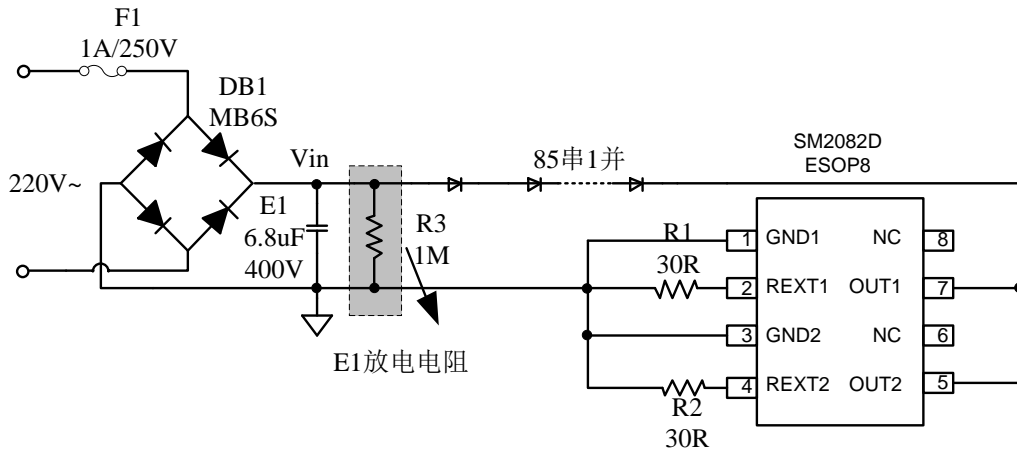 F1
1A/250V
DB1
MB6S
220V~
Vin
E1
6.8uF
400V
R3
1M
E1放电电阻
85串1并
SM2082D
ESOP8
R1
30R
R2
30R
1 GND1 NC 8
2 REXT1 OUT1 7
3 GND2 NC 6
4 REXT2 OUT2 5